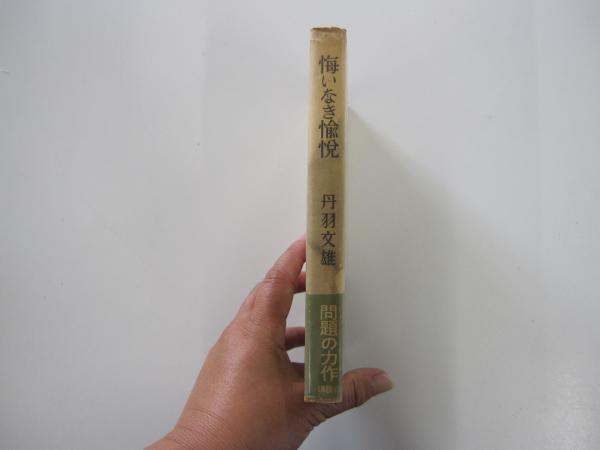 悔いなき愉悦
丹羽文雄
問題の力作